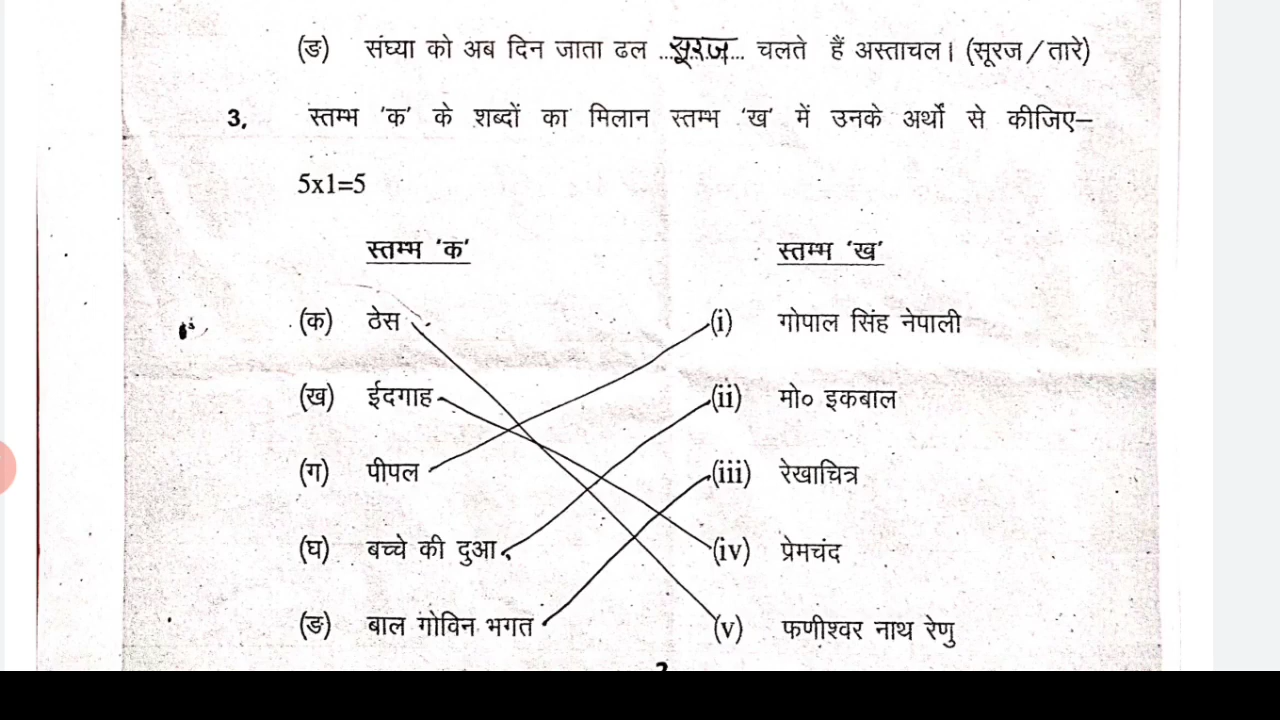 (ङ) संघ्या को अब दिन जाता ढल ...सूरज... चलते हैं अस्ताचल। (सूरज/तारे)
3. स्तम्भ 'क' के शब्दों का मिलान स्तम्भ 'ख' में उनके अर्थों से कीजिए–
5x1=5
स्तम्भ 'क' स्तम्भ 'ख'
(क) ठेस (i) गोपाल सिंह नेपाली
(ख) ईदगाह (ii) मो० इकबाल
(ग) पीपल (iii) रेखाचित्र
(घ) बच्चे की दुआ (iv) प्रेमचंद
(ङ) बाल गोविन भगत (v) फणीश्वर नाथ रेणु